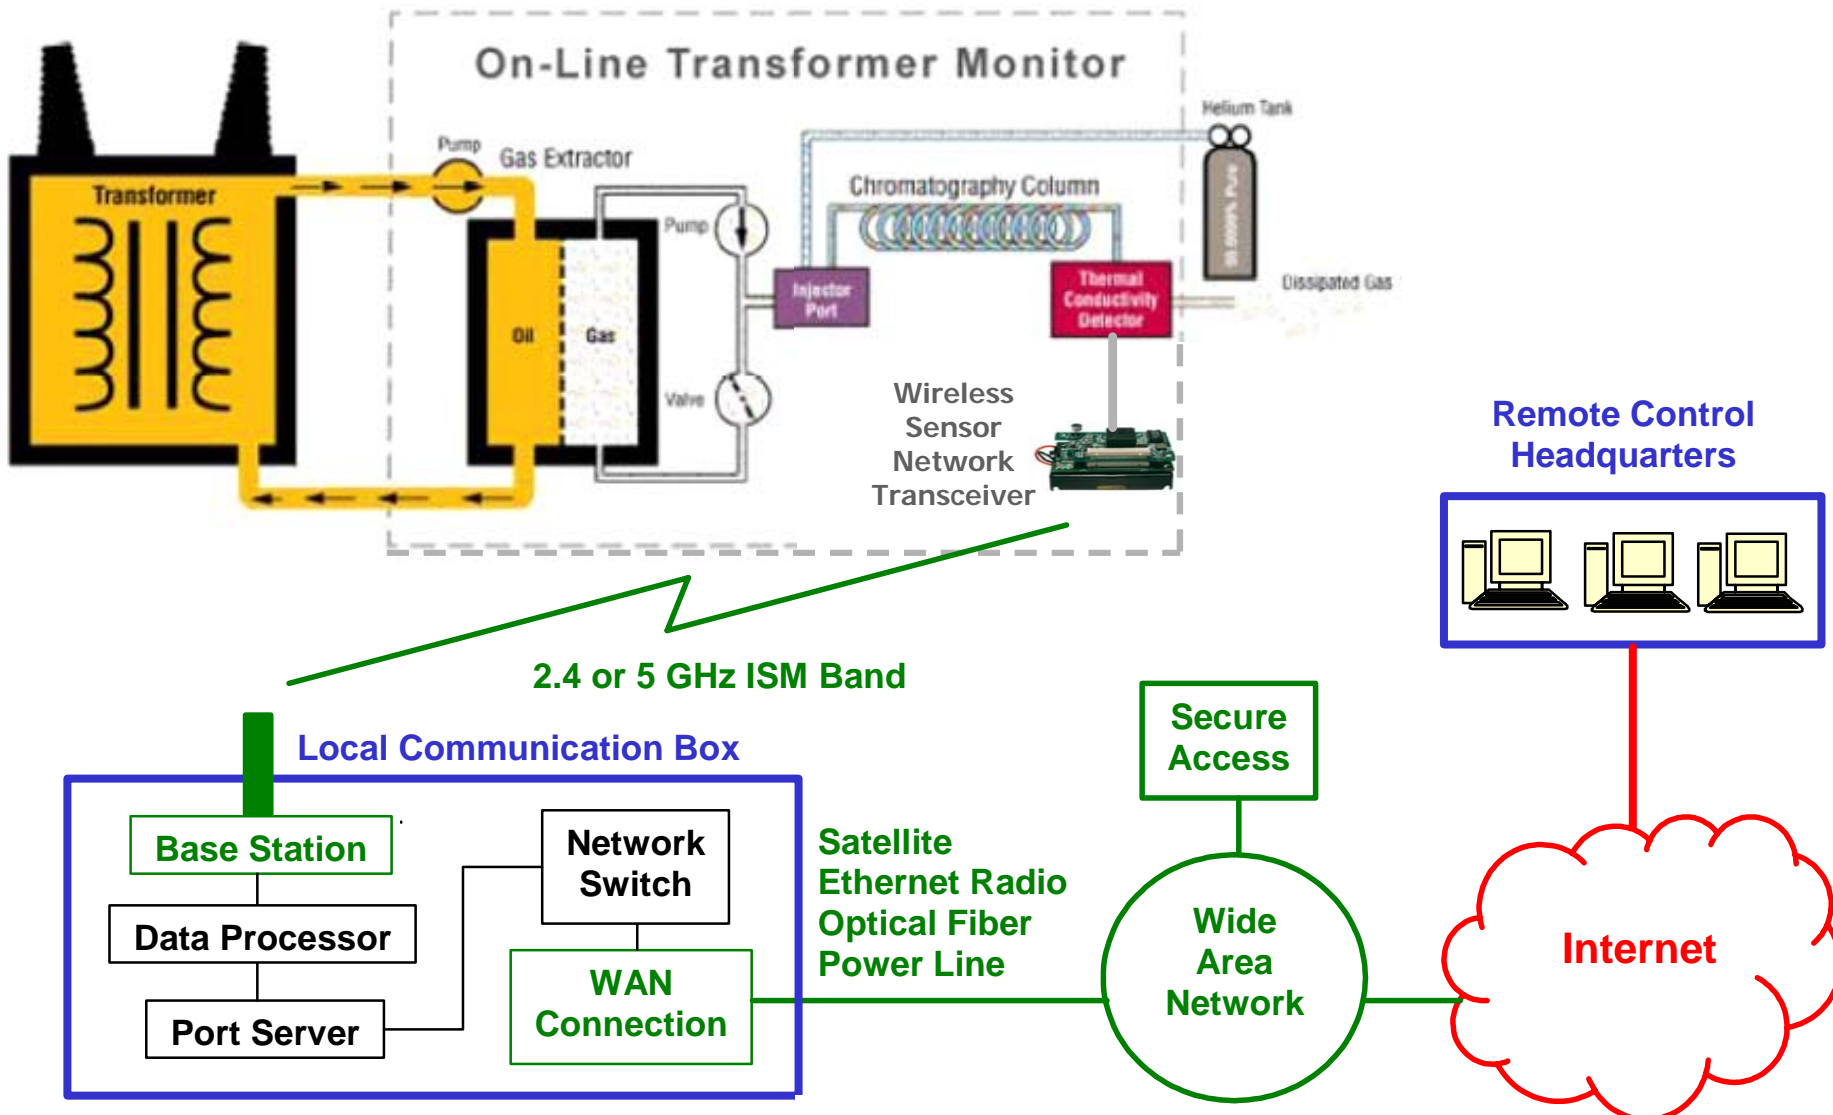 On-Line Transformer Monitor
Helium Tank
Pump
Gas Extractor
Transformer
Chromatography Column
99.9999% Pure
Pump
Injector
Port
Thermal
Conductivity
Detector
Dissipated Gas
Oil
Gas
Valve
Wireless
Sensor
Network
Transceiver
Remote Control
Headquarters
2.4 or 5 GHz ISM Band
Secure
Access
Local Communication Box
Base Station
Network
Switch
Data Processor
Port Server
WAN
Connection
Satellite
Ethernet Radio
Optical Fiber
Power Line
Wide
Area
Network
Internet